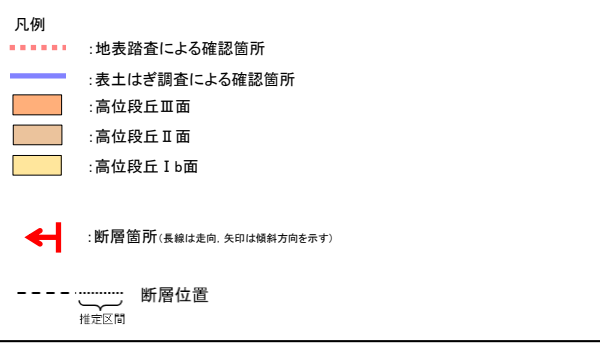 凡例
:地表踏査による確認箇所
:表土はぎ調査による確認箇所
:高位段丘Ⅲ面
:高位段丘Ⅱ面
:高位段丘Ⅰb面
:断層箇所(長線は走向，矢印は傾斜方向を示す)
断層位置
推定区間